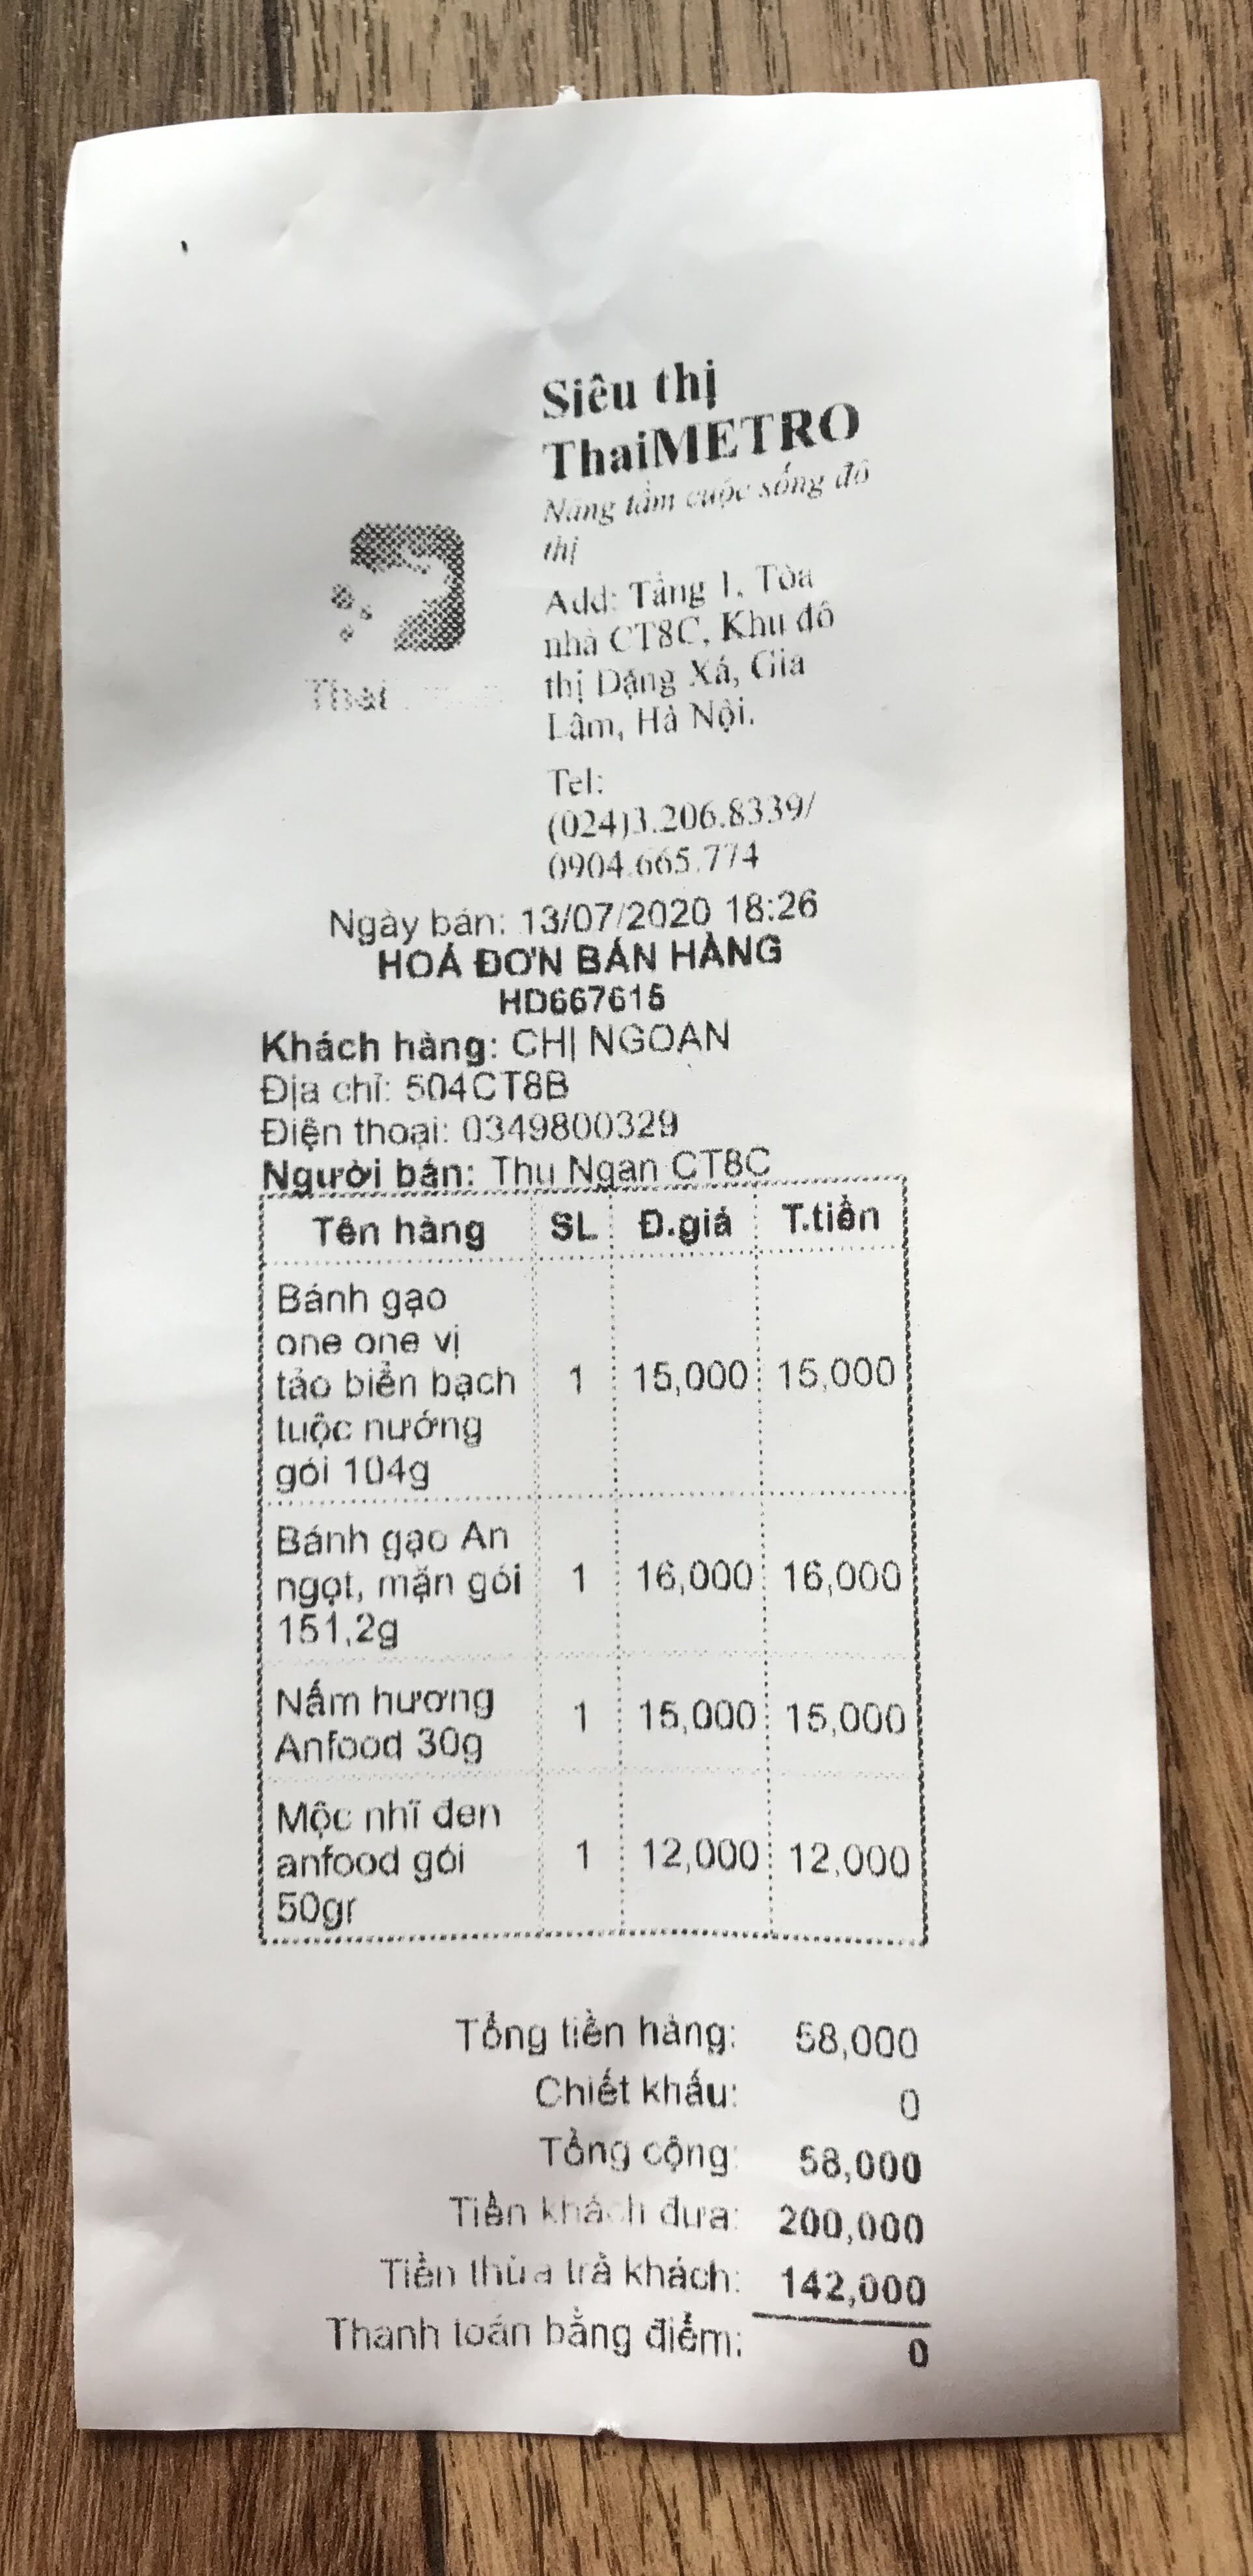 Siêu thị
ThaiMETRO
Nâng tầm cuộc sống đô
thị
Thai
Add: Tầng 1, Tòa
nhà CT8C, Khu đô
thị Đặng Xá, Gia
Lâm, Hà Nội.
Tel:
(024)3.206.8339/
0904.665.774
Ngày bán: 13/07/2020 18:26
HOÁ ĐƠN BÁN HÀNG
HD667615
Khách hàng: CHỊ NGOAN
Địa chỉ: 504CT8B
Điện thoại: 0349800329
Người bán: Thu Ngan CT8C
Tên hàng SL Đ.giá T.tiền
Bánh gạo
one one vị
tảo biển bạch 1 15,000 15,000
tuộc nướng
gói 104g
Bánh gạo An
ngọt, mặn gói 1 16,000 16,000
151,2g
Nấm hương 1 15,000 15,000
Anfood 30g
Mộc nhĩ đen
anfood gói 1 12,000 12,000
50gr
Tổng tiền hàng: 58,000
Chiết khấu: 0
Tổng cộng: 58,000
Tiền khách đưa: 200,000
Tiền thừa trả khách: 142,000
Thanh toán bằng điểm: 0